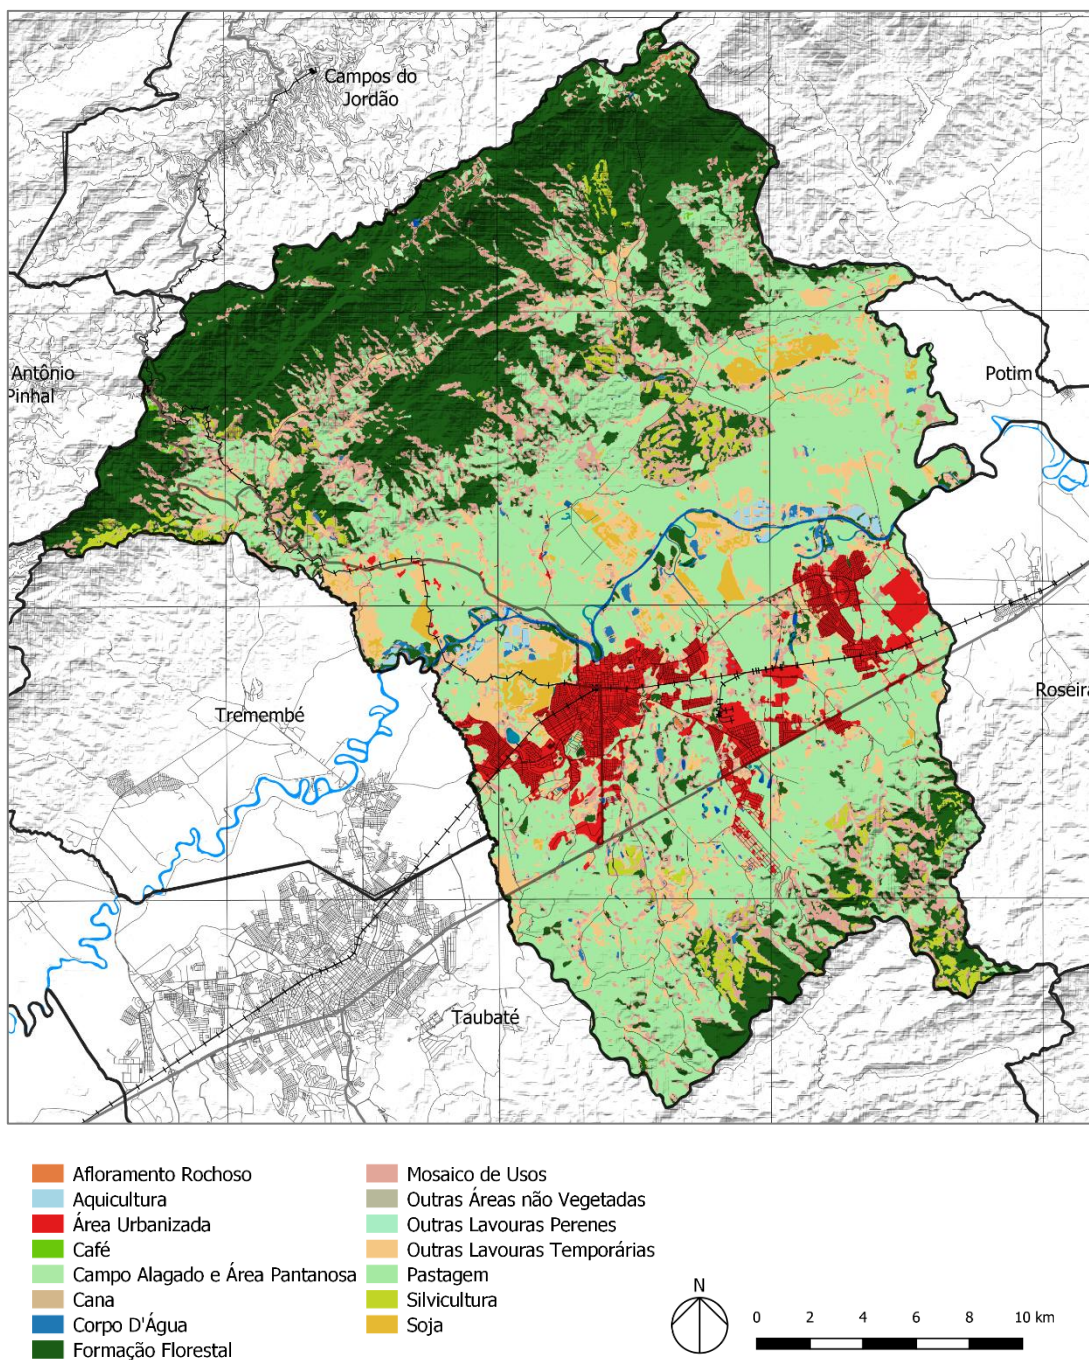 Campos do
Jordão
Antônio
Pinhal
Potim
Tremembé
Roseira
Taubaté
Afloramento Rochoso
Aquicultura
Área Urbanizada
Café
Campo Alagado e Área Pantanosa
Cana
Corpo D'Água
Formação Florestal
Mosaico de Usos
Outras Áreas não Vegetadas
Outras Lavouras Perenes
Outras Lavouras Temporárias
Pastagem
Silvicultura
Soja
N
0 2 4 6 8 10 km